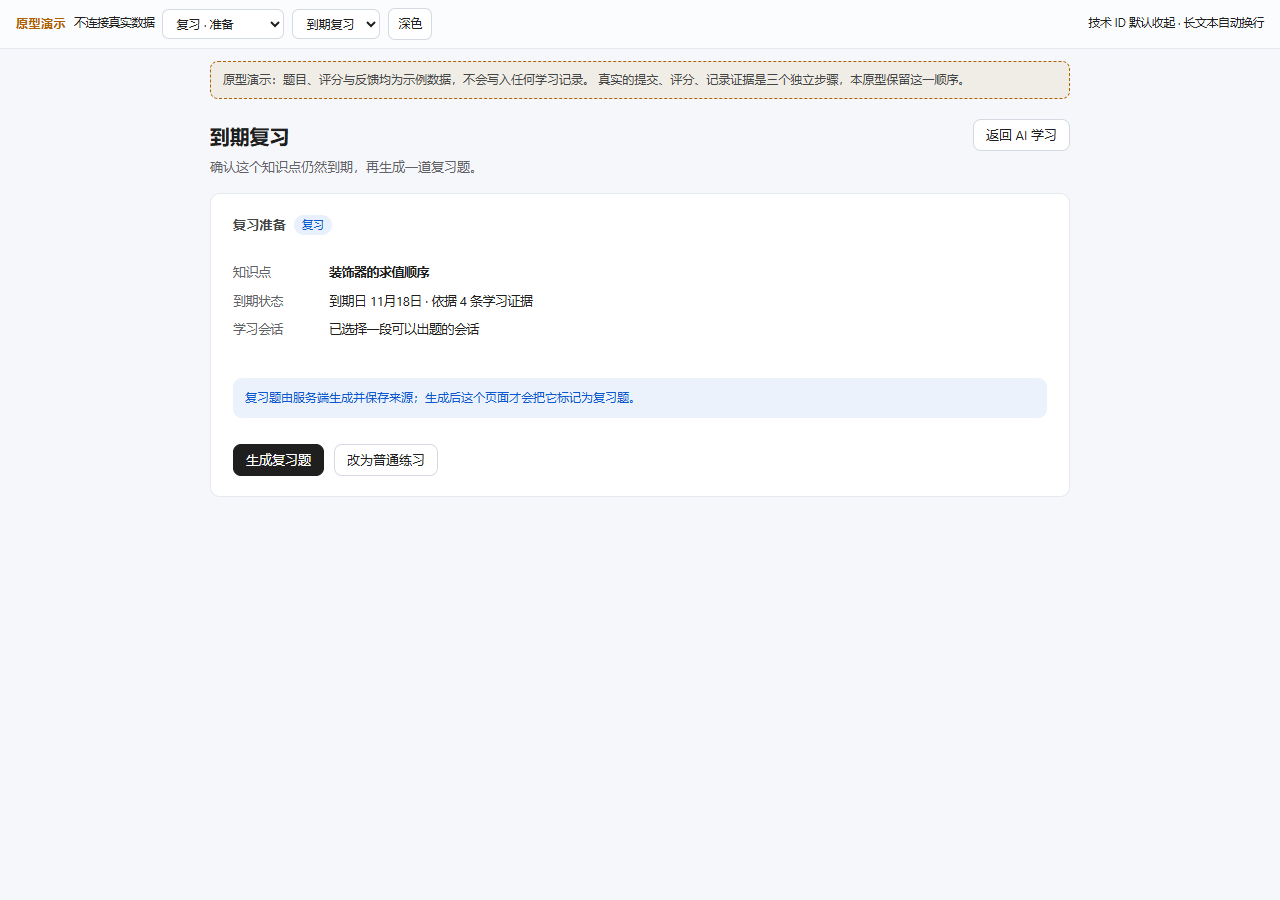 原型演示 不连接真实数据 复习 · 准备 到期复习 深色 技术 ID 默认收起 · 长文本自动换行
原型演示：题目、评分与反馈均为示例数据，不会写入任何学习记录。 真实的提交、评分、记录证据是三个独立步骤，本原型保留这一顺序。
到期复习 返回 AI 学习
确认这个知识点仍然到期，再生成一道复习题。
复习准备 复习
知识点 装饰器的求值顺序
到期状态 到期日 11月18日 · 依据 4 条学习证据
学习会话 已选择一段可以出题的会话
复习题由服务端生成并保存来源；生成后这个页面才会把它标记为复习题。
生成复习题 改为普通练习